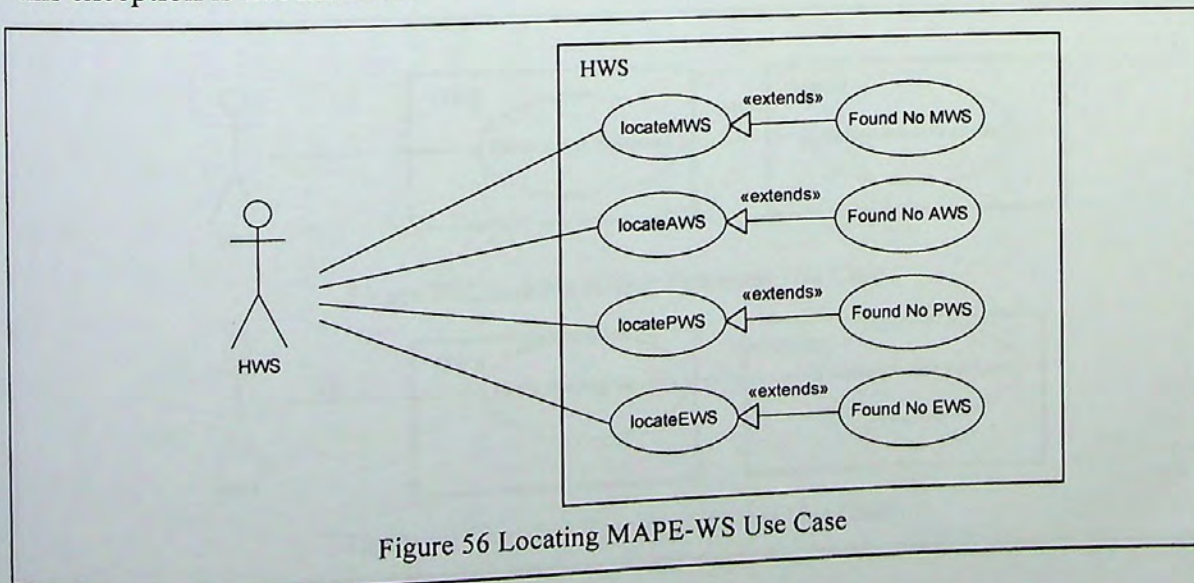 HWS
«extends»
locateMWS
Found No MWS
«extends»
locateAWS
Found No AWS
«extends»
locatePWS
Found No PWS
HWS
«extends»
locateEWS
Found No EWS
Figure 56 Locating MAPE-WS Use Case